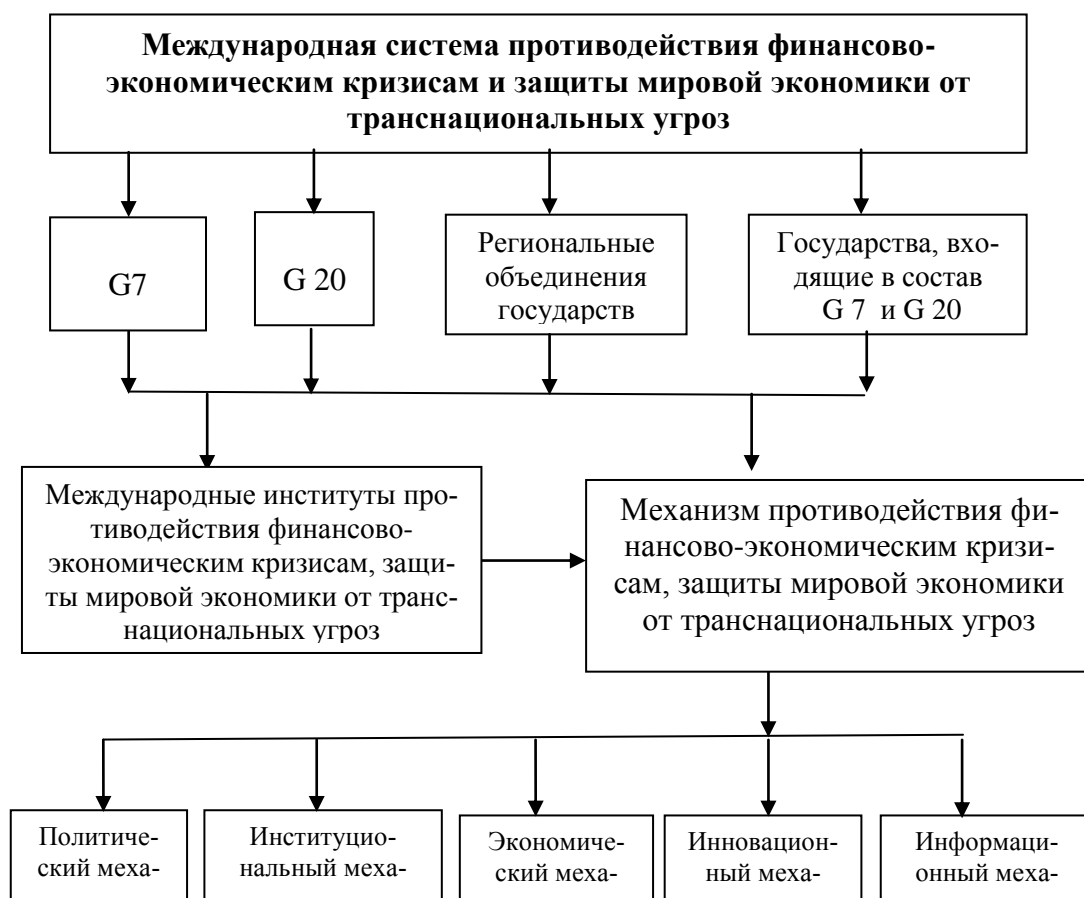 Международная система противодействия финансово-
экономическим кризисам и защиты мировой экономики от
транснациональных угроз
G7
G 20
Региональные
объединения
государств
Государства, вхо-
дящие в состав
G 7 и G 20
Международные институты про-
тиводействия финансово-
экономическим кризисам, защи-
ты мировой экономики от транс-
национальных угроз
Механизм противодействия фи-
нансово-экономическим кризи-
сам, защиты мировой экономики
от транснациональных угроз
Политиче-
ский меха-
Институцио-
нальный меха-
Экономиче-
ский меха-
Инновацион-
ный меха-
Информаци-
онный меха-